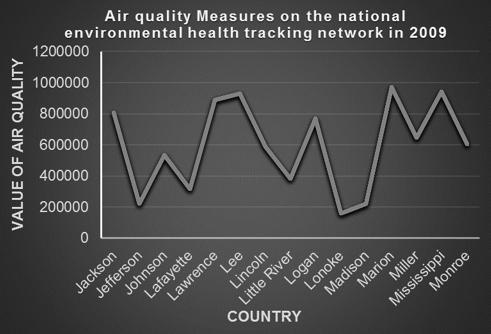 Air quality Measures on the national
environmental health tracking network in 2009
VALUE OF AIR QUALITY
1200000
1000000
800000
600000
400000
200000
0
Jackson
Jefferson
Johnson
Lafayette
Lawrence
Lee
Lincoln
Little River
Logan
Lonoke
Madison
Marion
Miller
Mississippi
Monroe
COUNTRY